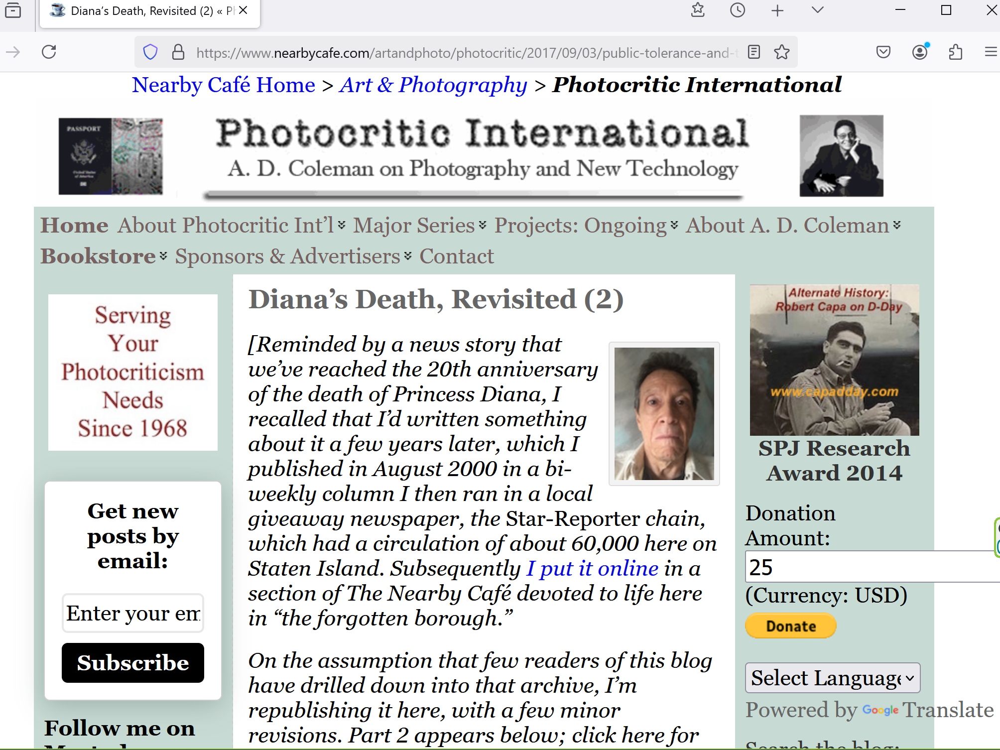 Diana’s Death, Revisited (2) « Ph
https://www.nearbycafe.com/artandphoto/photocritic/2017/09/03/public-tolerance-and-t
Nearby Café Home > Art & Photography > Photocritic International
PASSPORT
United States
of America
Photocritic International
A. D. Coleman on Photography and New Technology
Home About Photocritic Int’l Major Series Projects: Ongoing About A. D. Coleman
Bookstore Sponsors & Advertisers Contact
Serving
Your
Photocriticism
Needs
Since 1968
Get new
posts by
email:
Enter your em
Subscribe
Follow me on
Diana’s Death, Revisited (2)
[Reminded by a news story that
we’ve reached the 20th anniversary
of the death of Princess Diana, I
recalled that I’d written something
about it a few years later, which I
published in August 2000 in a bi-
weekly column I then ran in a local
giveaway newspaper, the Star-Reporter chain,
which had a circulation of about 60,000 here on
Staten Island. Subsequently I put it online in a
section of The Nearby Café devoted to life here
in “the forgotten borough.”
On the assumption that few readers of this blog
have drilled down into that archive, I’m
republishing it here, with a few minor
revisions. Part 2 appears below; click here for
Alternate History:
Robert Capa on D-Day
www.capadday.com
SPJ Research
Award 2014
Donation
Amount:
25
(Currency: USD)
Donate
Select Language
Powered by Google Translate
Search the blog: